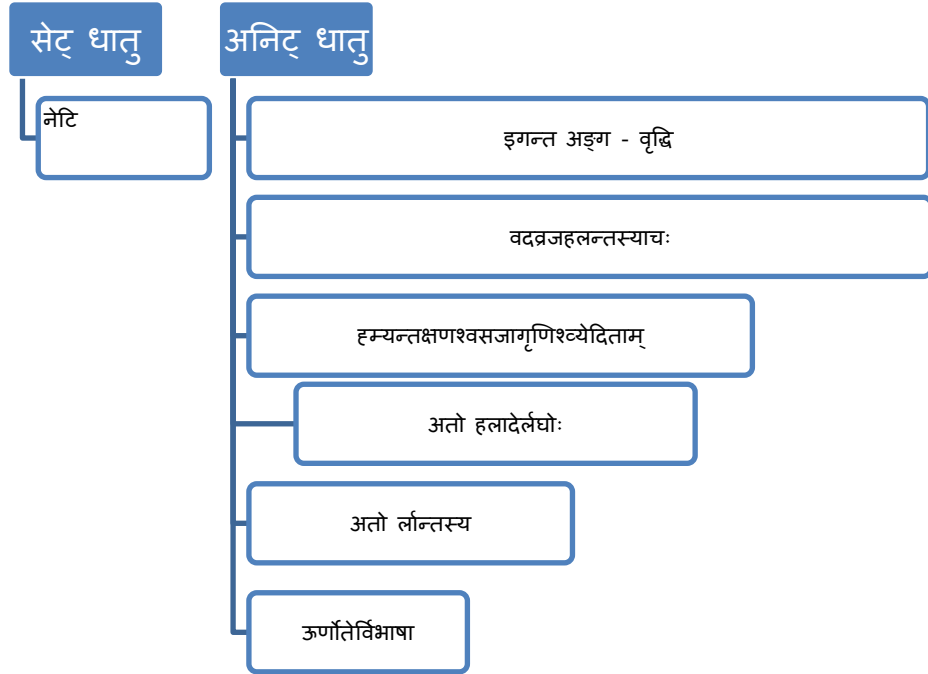 सेट् धातु
अनिट् धातु
नेटि
इगन्त अङ्ग - वृद्धि
वदव्रजहलन्तस्याचः
ह्म्यन्तक्षणश्वसजागृणिश्व्येदिताम्
अतो हलादेर्लघोः
अतो र्लान्तस्य
ऊर्णोतेर्विभाषा